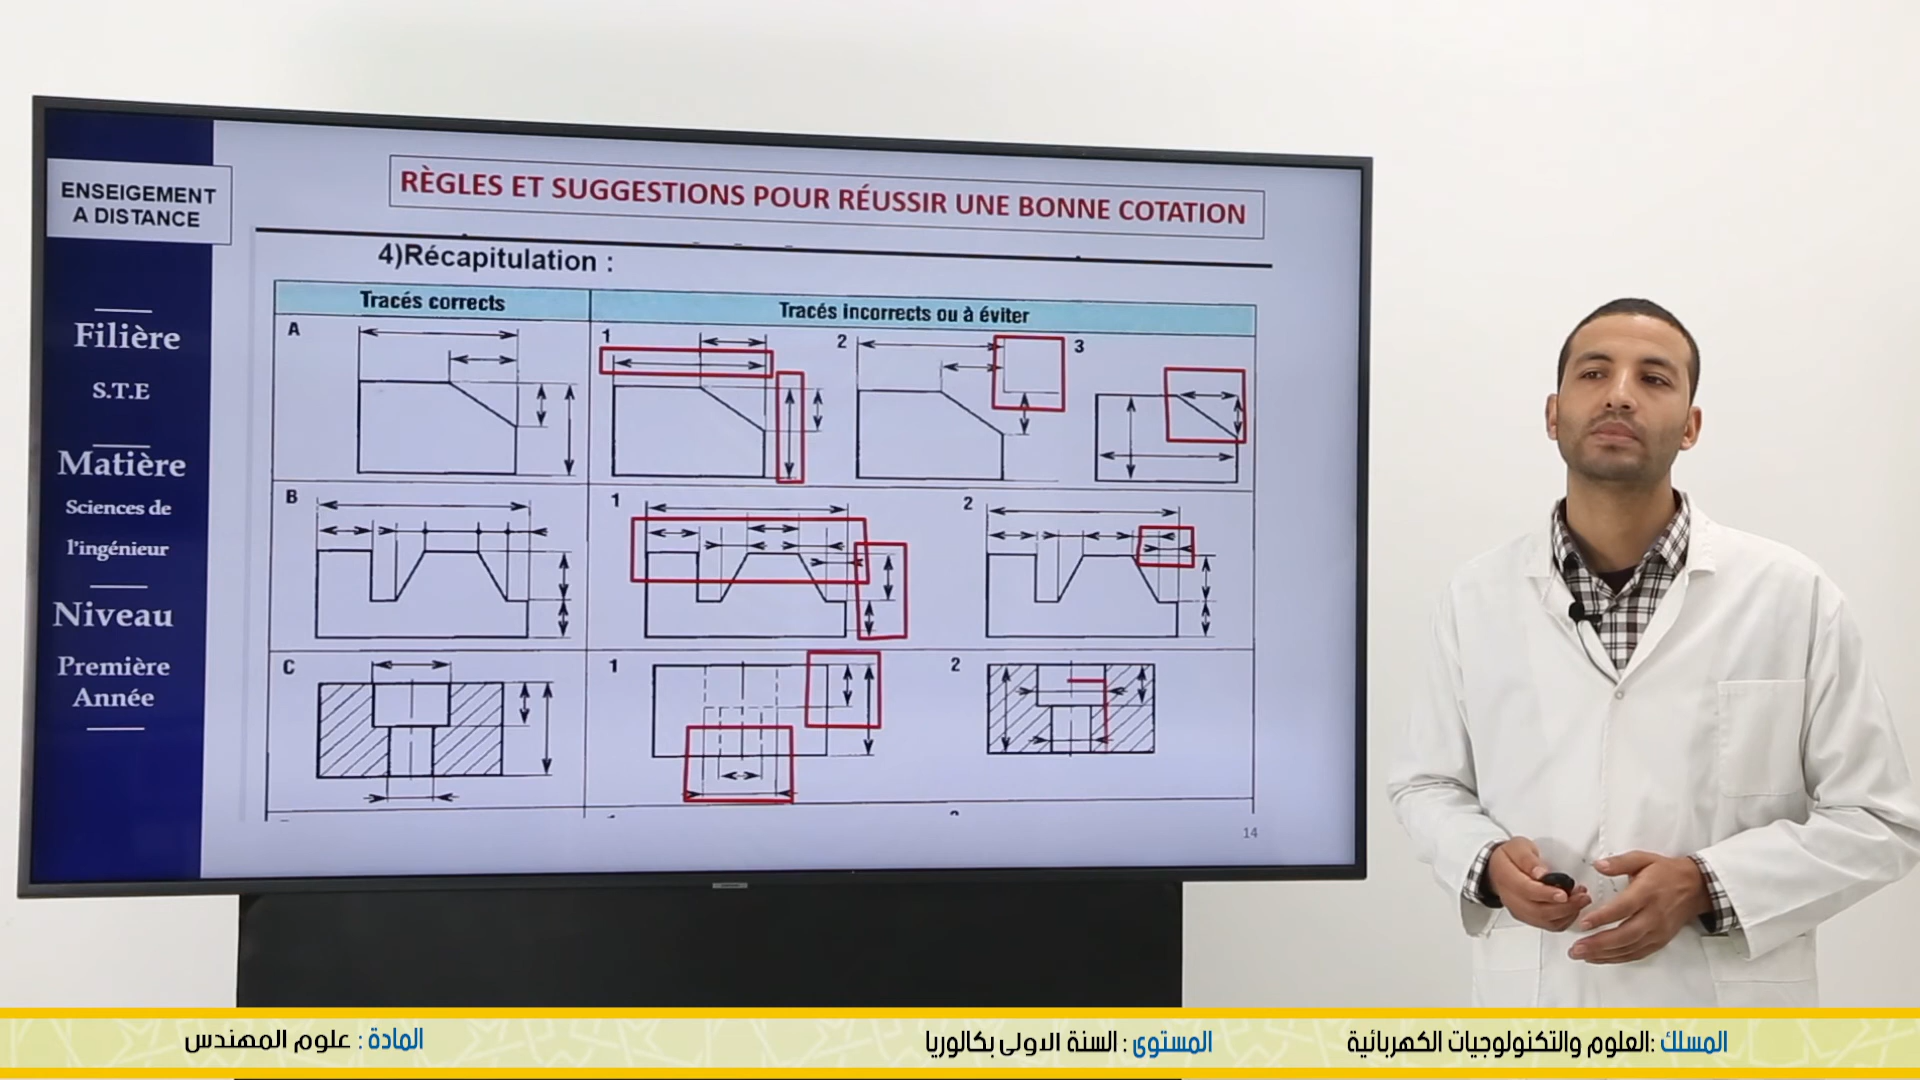 ENSEIGEMENT
A DISTANCE
Filière
S.T.E
Matière
Sciences de
l'ingénieur
Niveau
Première
Année
RÈGLES ET SUGGESTIONS POUR RÉUSSIR UNE BONNE COTATION
4)Récapitulation :
Tracés corrects
Tracés incorrects ou à éviter
A
1
2
3
B
1
2
C
1
2
14
المسلك : العلوم والتكنولوجيات الكهربائية
المستوى : السنة الاولى بكالوريا
المادة : علوم المهندس